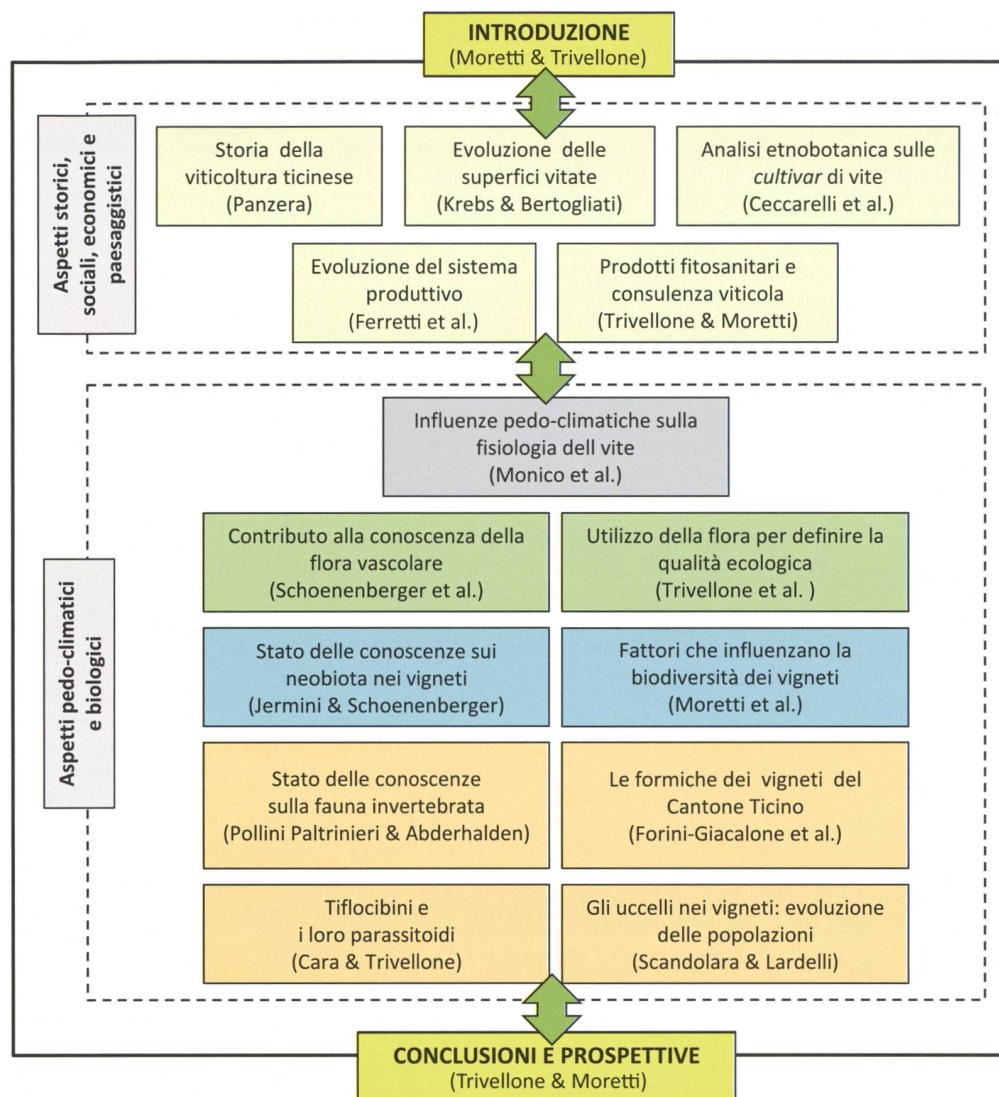 INTRODUZIONE
(Moretti & Trivellone)
Aspetti storici,
sociali, economici e
paesaggistici
Storia della
viticoltura ticinese
(Panzera)
Evoluzione delle
superfici vitate
(Krebs & Bertogliati)
Analisi etnobotanica sulle
cultivar di vite
(Ceccarelli et al.)
Evoluzione del sistema
produttivo
(Ferretti et al.)
Prodotti fitosanitari e
consulenza viticola
(Trivellone & Moretti)
Aspetti pedo-climatici
e biologici
Influenze pedo-climatiche sulla
fisiologia dell vite
(Monico et al.)
Contributo alla conoscenza della
flora vascolare
(Schoenenberger et al.)
Utilizzo della flora per definire la
qualità ecologica
(Trivellone et al. )
Stato delle conoscenze sui
neobiota nei vigneti
(Jermini & Schoenenberger)
Fattori che influenzano la
biodiversità dei vigneti
(Moretti et al.)
Stato delle conoscenze
sulla fauna invertebrata
(Pollini Paltrinieri & Abderhalden)
Le formiche dei vigneti del
Cantone Ticino
(Forini-Giacalone et al.)
Tiflocibini e
i loro parassitoidi
(Cara & Trivellone)
Gli uccelli nei vigneti: evoluzione
delle popolazioni
(Scandolara & Lardelli)
CONCLUSIONI E PROSPETTIVE
(Trivellone & Moretti)